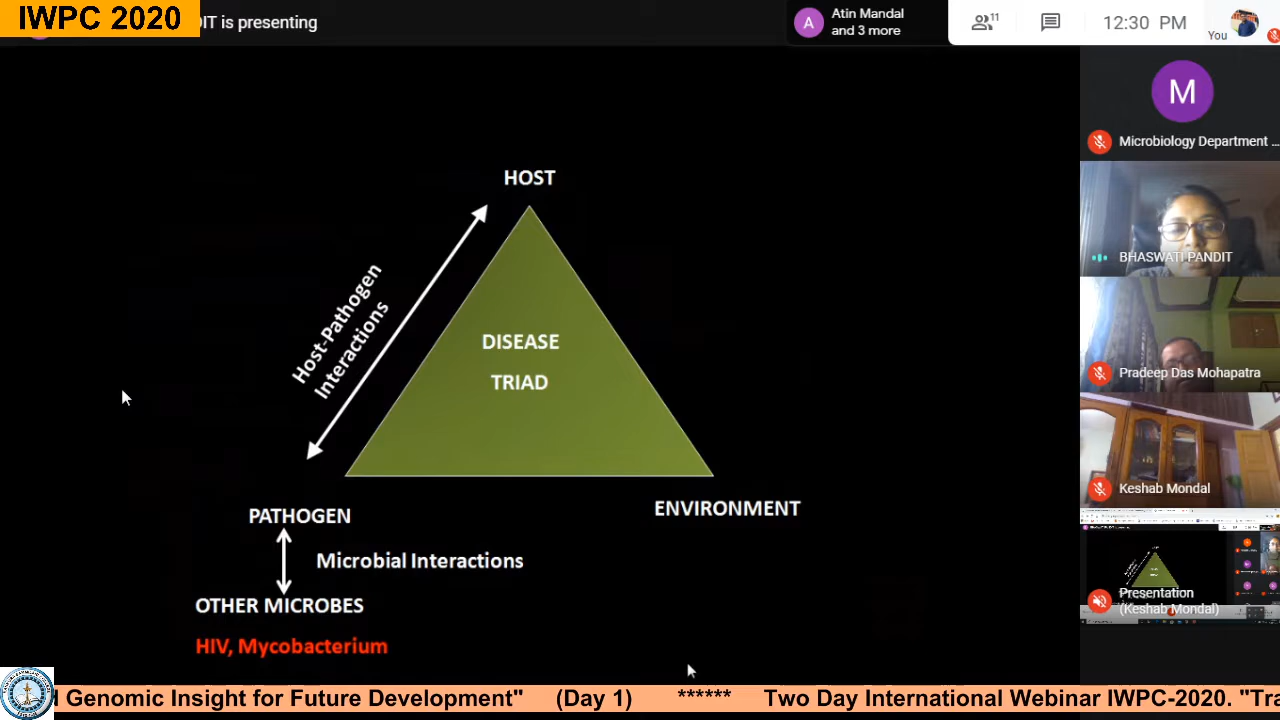 IWPC 2020
DIT is presenting
A
Atin Mandal
and 3 more
11
12:30 PM
You
M
Microbiology Department ...
BHASWATI PANDIT
Pradeep Das Mohapatra
Keshab Mondal
Presentation
(Keshab Mondal)
HOST
Host-Pathogen
Interactions
DISEASE
TRIAD
PATHOGEN
ENVIRONMENT
Microbial Interactions
OTHER MICROBES
HIV, Mycobacterium
Genomic Insight for Future Development" (Day 1) ****** Two Day International Webinar IWPC-2020. "Tra